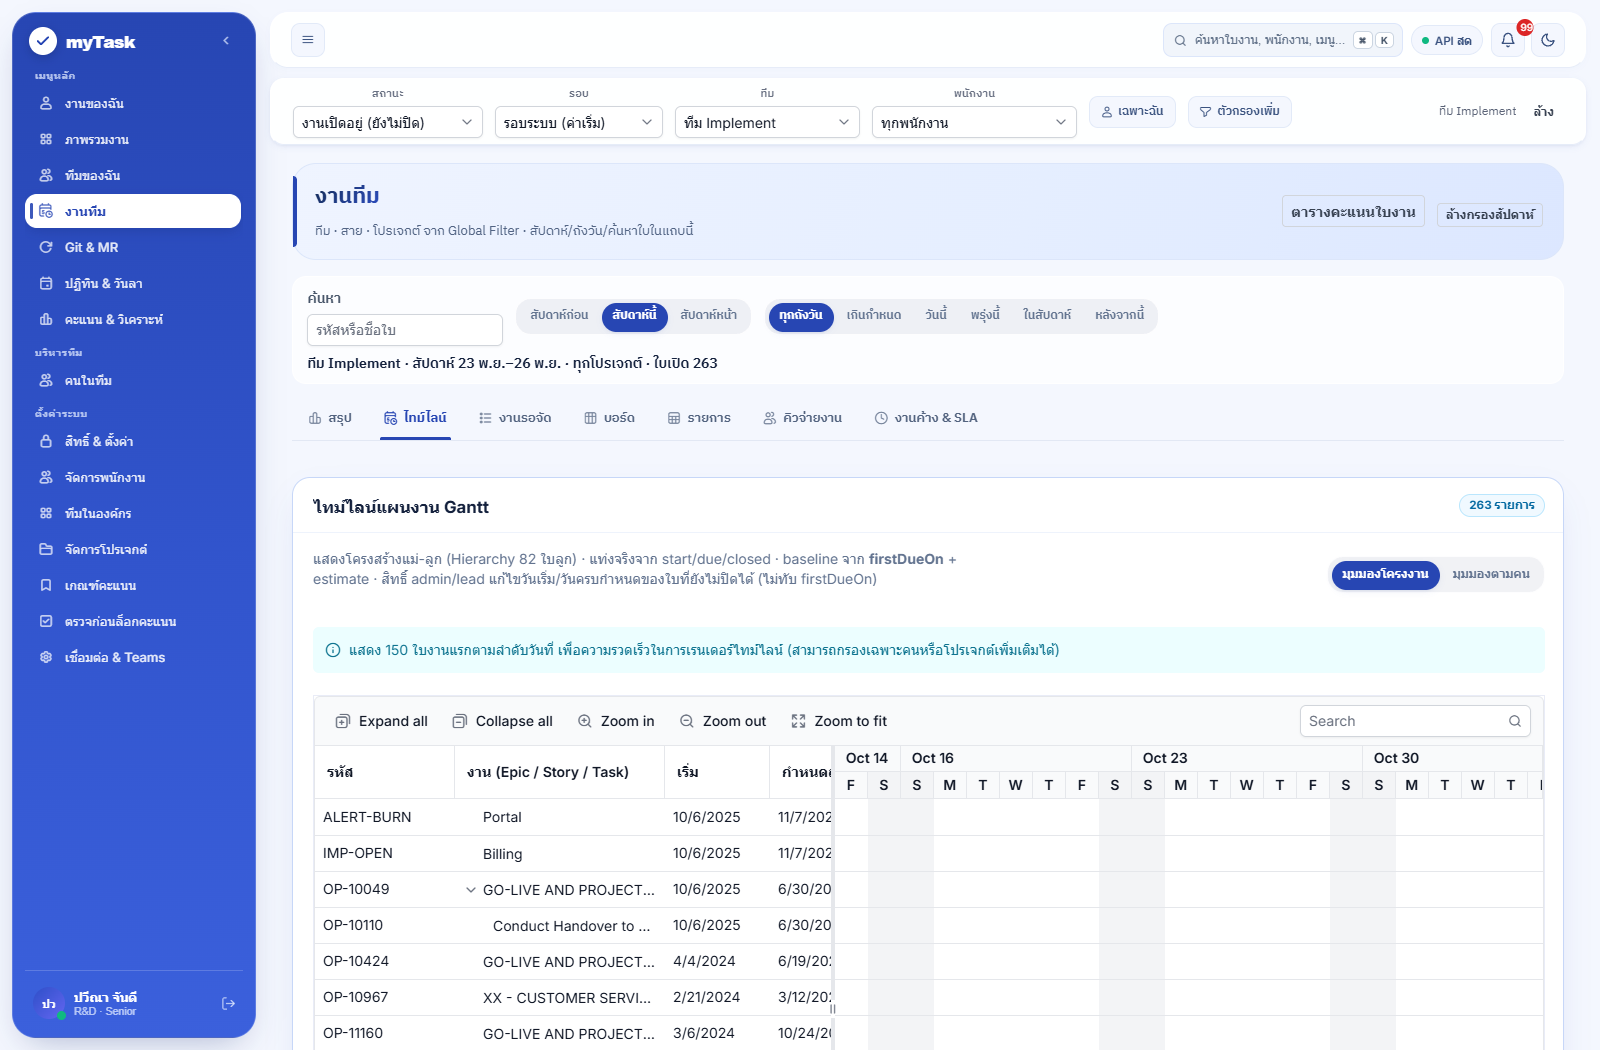 myTask
เมนูหลัก
งานของฉัน
ภาพรวมงาน
ทีมของฉัน
งานทีม
Git & MR
ปฏิทิน & วันลา
คะแนน & วิเคราะห์
บริหารทีม
คนในทีม
ตั้งค่าระบบ
สิทธิ์ & ตั้งค่า
จัดการพนักงาน
ทีมในองค์กร
จัดการโปรเจกต์
เกณฑ์คะแนน
ตรวจก่อนล็อกคะแนน
เชื่อมต่อ & Teams
ปว
ปวีณา จันดี
R&D · Senior
ค้นหาใบงาน, พนักงาน, เมนู...
⌘ K
API สด
99
สถานะ
งานเปิดอยู่ (ยังไม่ปิด)
รอบ
รอบระบบ (ค่าเริ่ม)
ทีม
ทีม Implement
พนักงาน
ทุกพนักงาน
เฉพาะฉัน
ตัวกรองเพิ่ม
ทีม Implement
ล้าง
งานทีม
ทีม · สาย · โปรเจกต์ จาก Global Filter · สัปดาห์/ถังวัน/ค้นหาใบในแถบนี้
ตารางคะแนนใบงาน
ล้างกรองสัปดาห์
ค้นหา
รหัสหรือชื่อใบ
สัปดาห์ก่อน
สัปดาห์นี้
สัปดาห์หน้า
ทุกถังวัน
เกินกำหนด
วันนี้
พรุ่งนี้
ในสัปดาห์
หลังจากนี้
ทีม Implement · สัปดาห์ 23 พ.ย.–26 พ.ย. · ทุกโปรเจกต์ · ใบเปิด 263
สรุป
ไทม์ไลน์
งานรอจัด
บอร์ด
รายการ
คิวจ่ายงาน
งานค้าง & SLA
ไทม์ไลน์แผนงาน Gantt
263 รายการ
แสดงโครงสร้างแม่-ลูก (Hierarchy 82 ใบลูก) · แท่งจริงจาก start/due/closed · baseline จาก firstDueOn +
estimate · สิทธิ์ admin/lead แก้ไขวันเริ่ม/วันครบกำหนดของใบที่ยังไม่ปิดได้ (ไม่ทับ firstDueOn)
มุมมองโครงงาน
มุมมองตามคน
แสดง 150 ใบงานแรกตามลำดับวันที่ เพื่อความรวดเร็วในการเรนเดอร์ไทม์ไลน์ (สามารถกรองเฉพาะคนหรือโปรเจกต์เพิ่มเติมได้)
Expand all
Collapse all
Zoom in
Zoom out
Zoom to fit
Search
รหัส
งาน (Epic / Story / Task)
เริ่ม
กำหนด
Oct 14
Oct 16
Oct 23
Oct 30
F S S M T W T F S S M T W T F S S M T W T
ALERT-BURN Portal 10/6/2025 11/7/202
IMP-OPEN Billing 10/6/2025 11/7/202
OP-10049 GO-LIVE AND PROJECT... 10/6/2025 6/30/20
OP-10110 Conduct Handover to ... 10/6/2025 6/30/20
OP-10424 GO-LIVE AND PROJECT... 4/4/2024 6/19/202
OP-10967 XX - CUSTOMER SERVI... 2/21/2024 3/12/202
OP-11160 GO-LIVE AND PROJECT... 3/6/2024 10/24/20